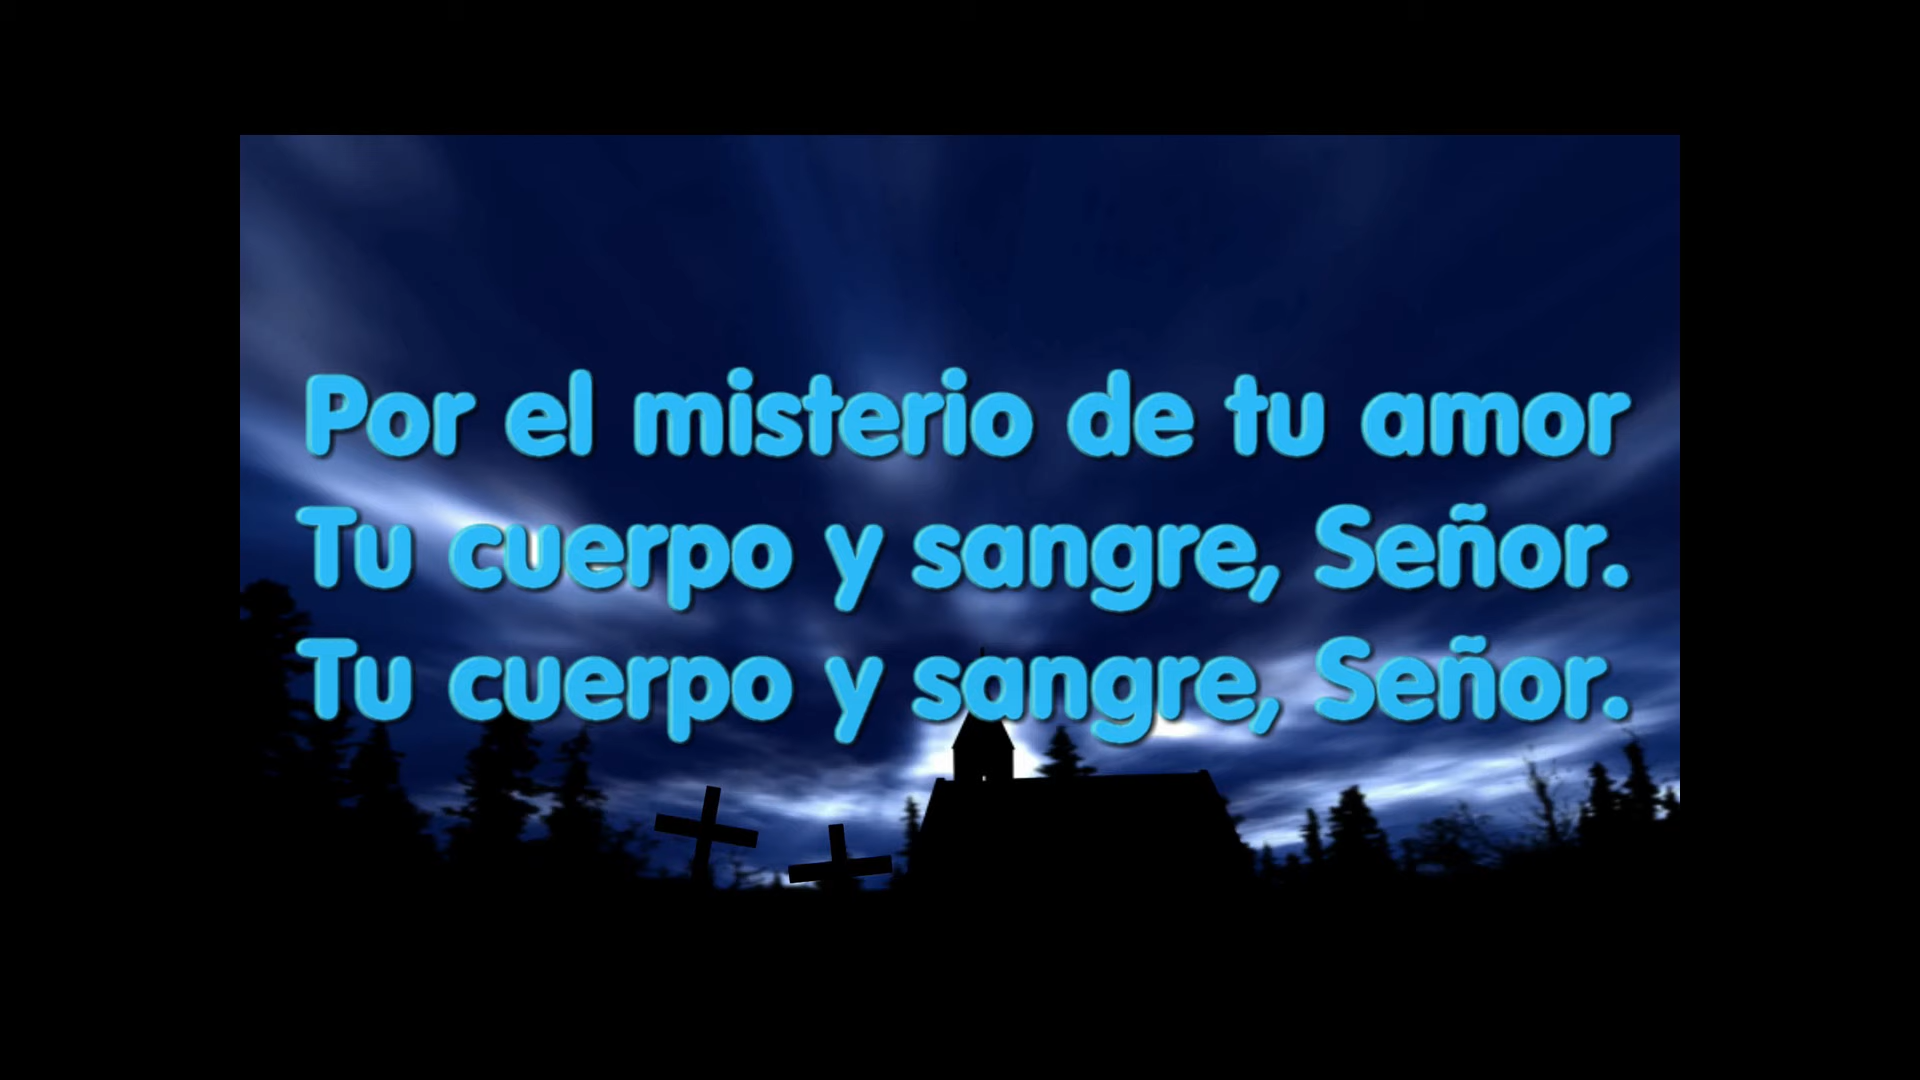 Por el misterio de tu amor
Tu cuerpo y sangre, Señor.
Tu cuerpo y sangre, Señor.